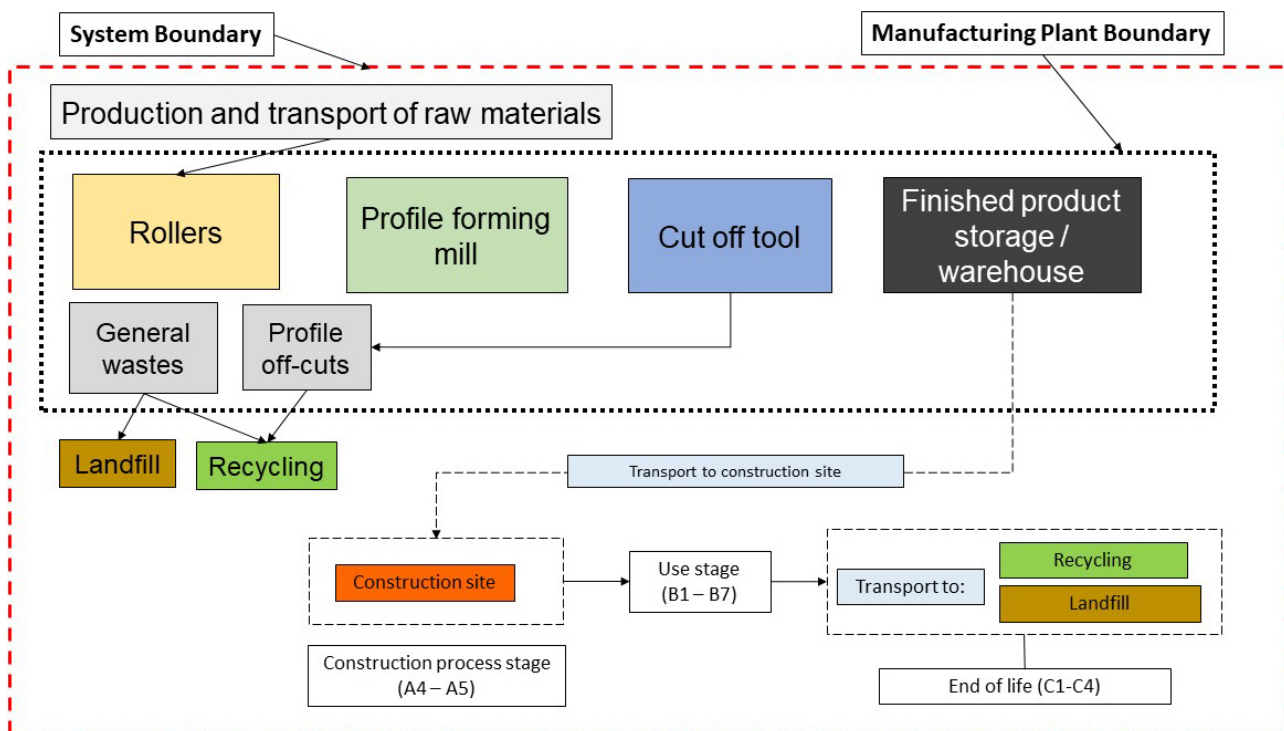 System Boundary
Manufacturing Plant Boundary
Production and transport of raw materials
Rollers
Profile forming
mill
Cut off tool
Finished product
storage /
warehouse
General
wastes
Profile
off-cuts
Landfill
Recycling
Transport to construction site
Construction site
Use stage
(B1 – B7)
Transport to:
Recycling
Landfill
Construction process stage
(A4 – A5)
End of life (C1-C4)